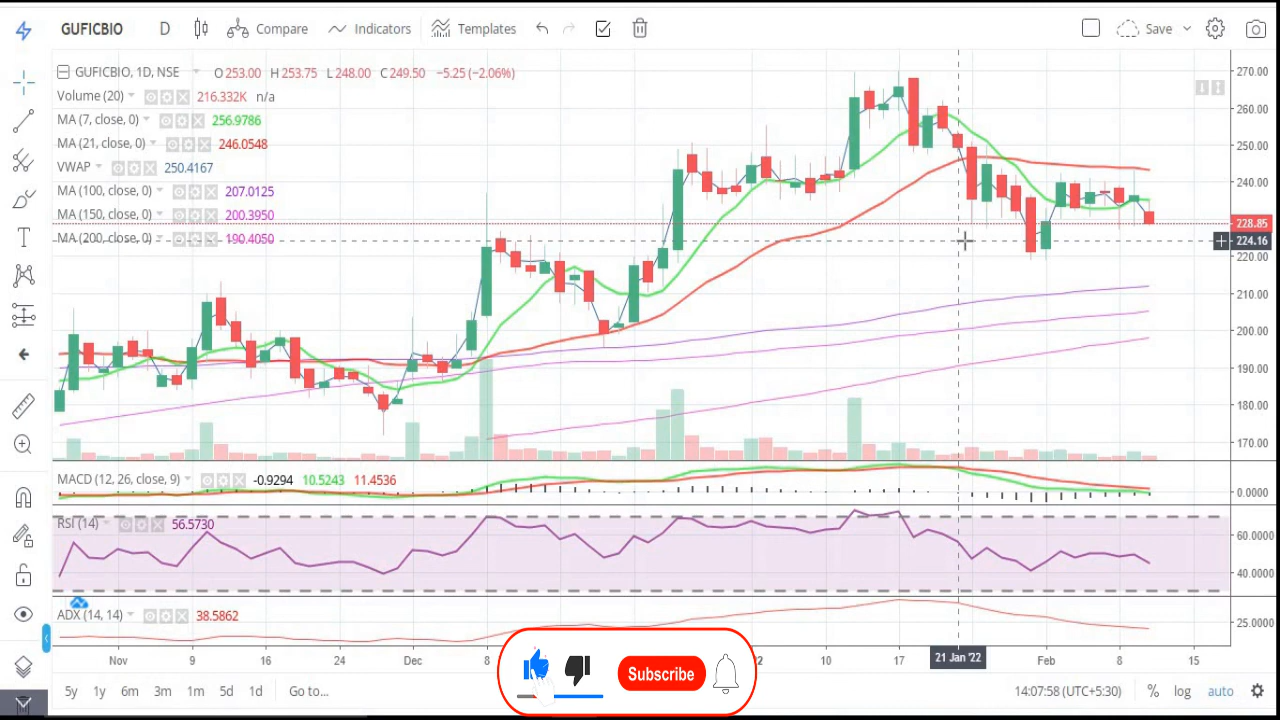 GUFICBIO D Compare Indicators Templates Save
GUFICBIO, 1D, NSE O 253.00 H 253.75 L 248.00 C 249.50 −5.25 (−2.06%)
Volume (20) 216.332K n/a
MA (7, close, 0) 256.9786
MA (21, close, 0) 246.0548
VWAP 250.4167
MA (100, close, 0) 207.0125
MA (150, close, 0) 200.3950
MA (200, close, 0) 190.4050
270.00
260.00
250.00
240.00
228.85
224.16
220.00
210.00
200.00
190.00
180.00
170.00
MACD (12, 26, close, 9) -0.9294 10.5243 11.4536
0.0000
RSI (14) 56.5730
60.0000
40.0000
ADX (14, 14) 38.5862
25.0000
Nov 9 16 24 Dec 8 2 10 17 21 Jan '22 Feb 8 15
Subscribe
5y 1y 6m 3m 1m 5d 1d Go to... 14:07:58 (UTC+5:30) % log auto